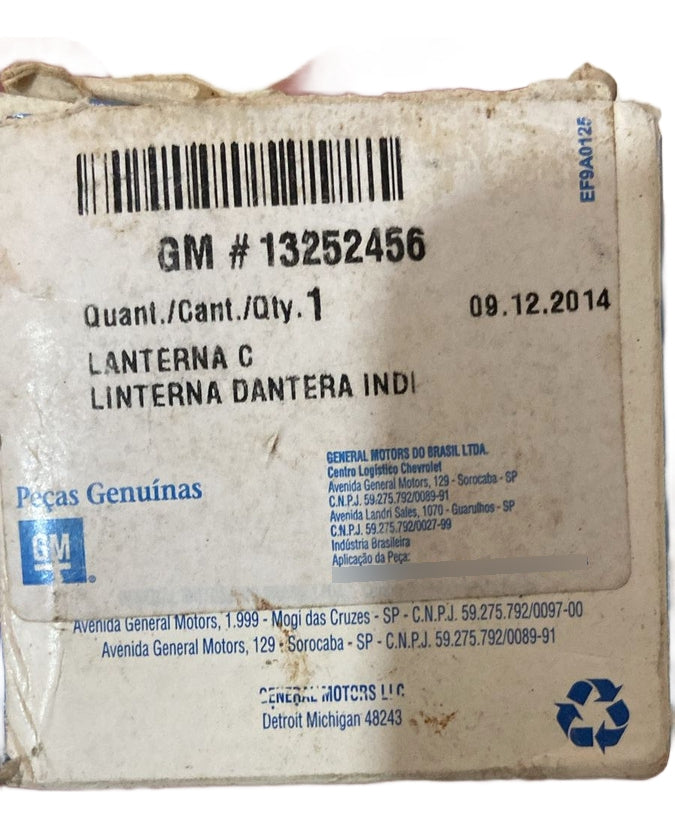 EF9A0125
GM # 13252456
Quant./Cant./Qty. 1 09.12.2014
LANTERNA C
LINTERNA DANTERA INDI
Peças Genuínas
GM
GENERAL MOTORS DO BRASIL LTDA.
Centro Logístico Chevrolet
Avenida General Motors, 129 - Sorocaba - SP
C.N.P.J. 59.275.792/0089-91
Avenida Landri Sales, 1070 - Guarulhos - SP
C.N.P.J. 59.275.792/0027-99
Indústria Brasileira
Aplicação da Peça:
Avenida General Motors, 1.999 - Mogi das Cruzes - SP - C.N.P.J. 59.275.792/0097-00
Avenida General Motors, 129 - Sorocaba - SP - C.N.P.J. 59.275.792/0089-91
GENERAL MOTORS LLC
Detroit Michigan 48243